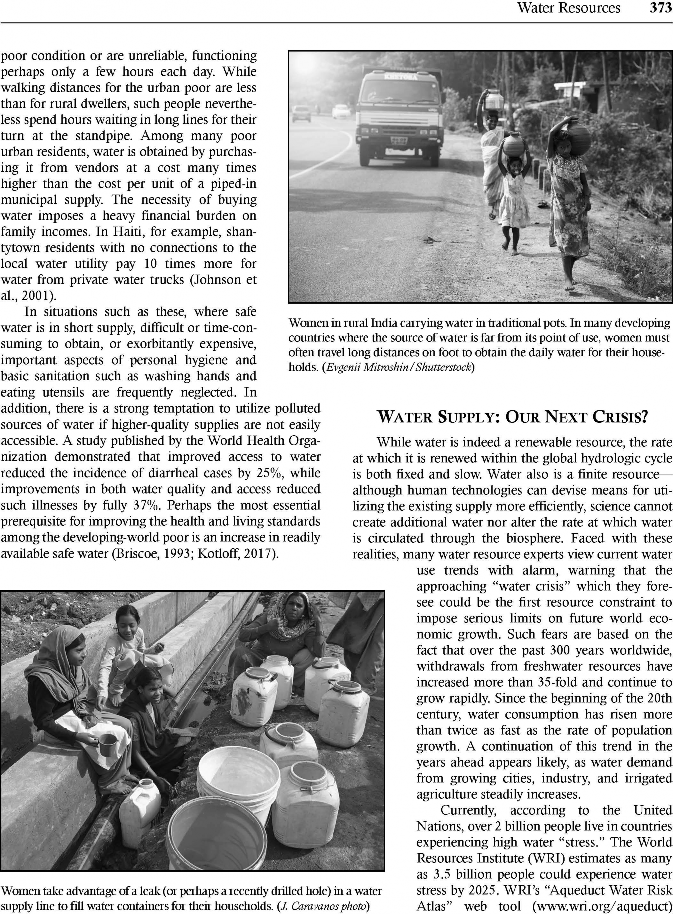 Water Resources 373
poor condition or are unreliable, functioning
perhaps only a few hours each day. While
walking distances for the urban poor are less
than for rural dwellers, such people neverthe-
less spend hours waiting in long lines for their
turn at the standpipe. Among many poor
urban residents, water is obtained by purchas-
ing it from vendors at a cost many times
higher than the cost per unit of a piped-in
municipal supply. The necessity of buying
water imposes a heavy financial burden on
family incomes. In Haiti, for example, shan-
tytown residents with no connections to the
local water utility pay 10 times more for
water from private water trucks (Johnson et
al., 2001).
In situations such as these, where safe
water is in short supply, difficult or time-con-
suming to obtain, or exorbitantly expensive,
important aspects of personal hygiene and
basic sanitation such as washing hands and
eating utensils are frequently neglected. In
addition, there is a strong temptation to utilize polluted
sources of water if higher-quality supplies are not easily
accessible. A study published by the World Health Orga-
nization demonstrated that improved access to water
reduced the incidence of diarrheal cases by 25%, while
improvements in both water quality and access reduced
such illnesses by fully 37%. Perhaps the most essential
prerequisite for improving the health and living standards
among the developing-world poor is an increase in readily
available safe water (Briscoe, 1993; Kotloff, 2017).
Women take advantage of a leak (or perhaps a recently drilled hole) in a water
supply line to fill water containers for their households. (J. Caravanos photo)
Women in rural India carrying water in traditional pots. In many developing
countries where the source of water is far from its point of use, women must
often travel long distances on foot to obtain the daily water for their house-
holds. (Evgenii Mitroshin/Shutterstock)
WATER SUPPLY: OUR NEXT CRISIS?
While water is indeed a renewable resource, the rate
at which it is renewed within the global hydrologic cycle
is both fixed and slow. Water also is a finite resource—
although human technologies can devise means for uti-
lizing the existing supply more efficiently, science cannot
create additional water nor alter the rate at which water
is circulated through the biosphere. Faced with these
realities, many water resource experts view current water
use trends with alarm, warning that the
approaching “water crisis” which they fore-
see could be the first resource constraint to
impose serious limits on future world eco-
nomic growth. Such fears are based on the
fact that over the past 300 years worldwide,
withdrawals from freshwater resources have
increased more than 35-fold and continue to
grow rapidly. Since the beginning of the 20th
century, water consumption has risen more
than twice as fast as the rate of population
growth. A continuation of this trend in the
years ahead appears likely, as water demand
from growing cities, industry, and irrigated
agriculture steadily increases.
Currently, according to the United
Nations, over 2 billion people live in countries
experiencing high water “stress.” The World
Resources Institute (WRI) estimates as many
as 3.5 billion people could experience water
stress by 2025. WRI’s “Aqueduct Water Risk
Atlas” web tool (www.wri.org/aqueduct)